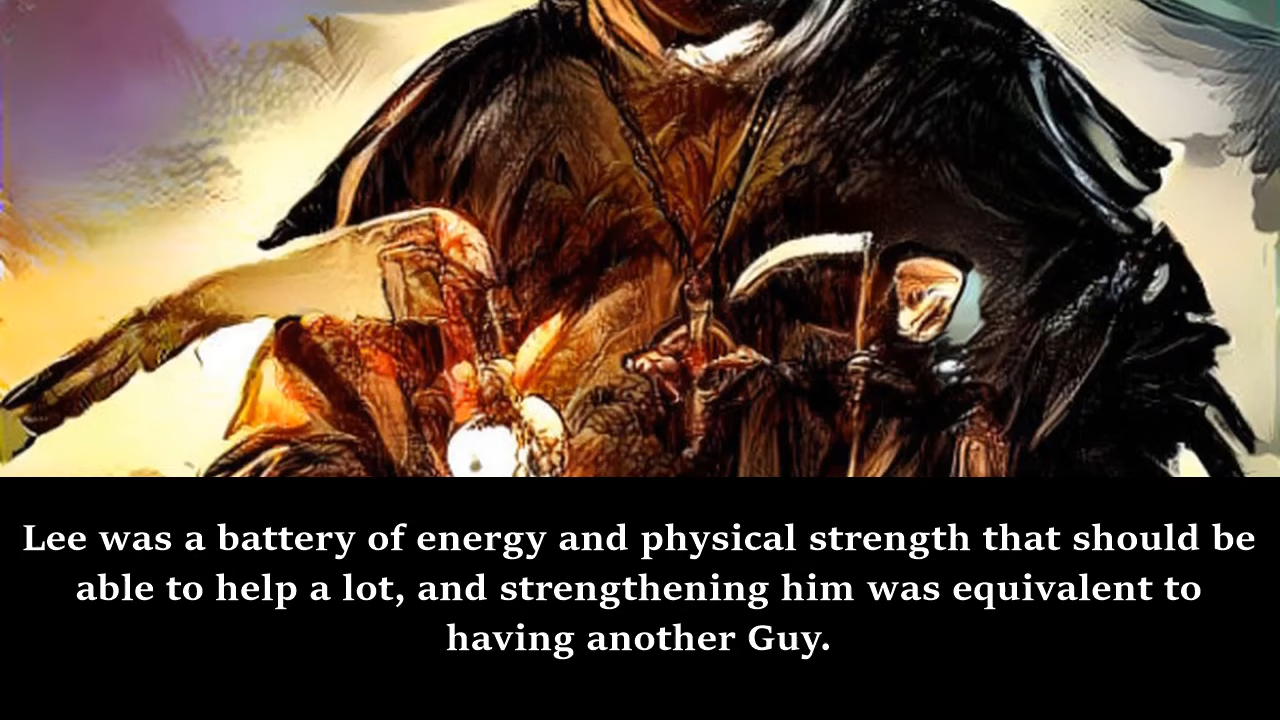 Lee was a battery of energy and physical strength that should be
able to help a lot, and strengthening him was equivalent to
having another Guy.